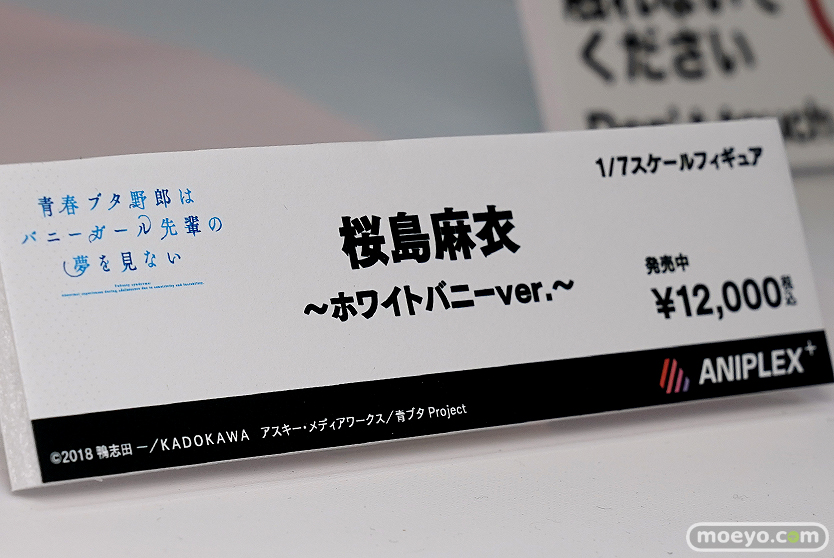 触れないで
ください
Don't touch
1/7スケールフィギュア
青春ブタ野郎は
バニーガール先輩の
夢を見ない
桜島麻衣
～ホワイトバニーver.～
発売中
¥12,000税込
ANIPLEX+
©2018 鴨志田 一／KADOKAWA アスキー・メディアワークス／青ブタ Project
moeyo.com